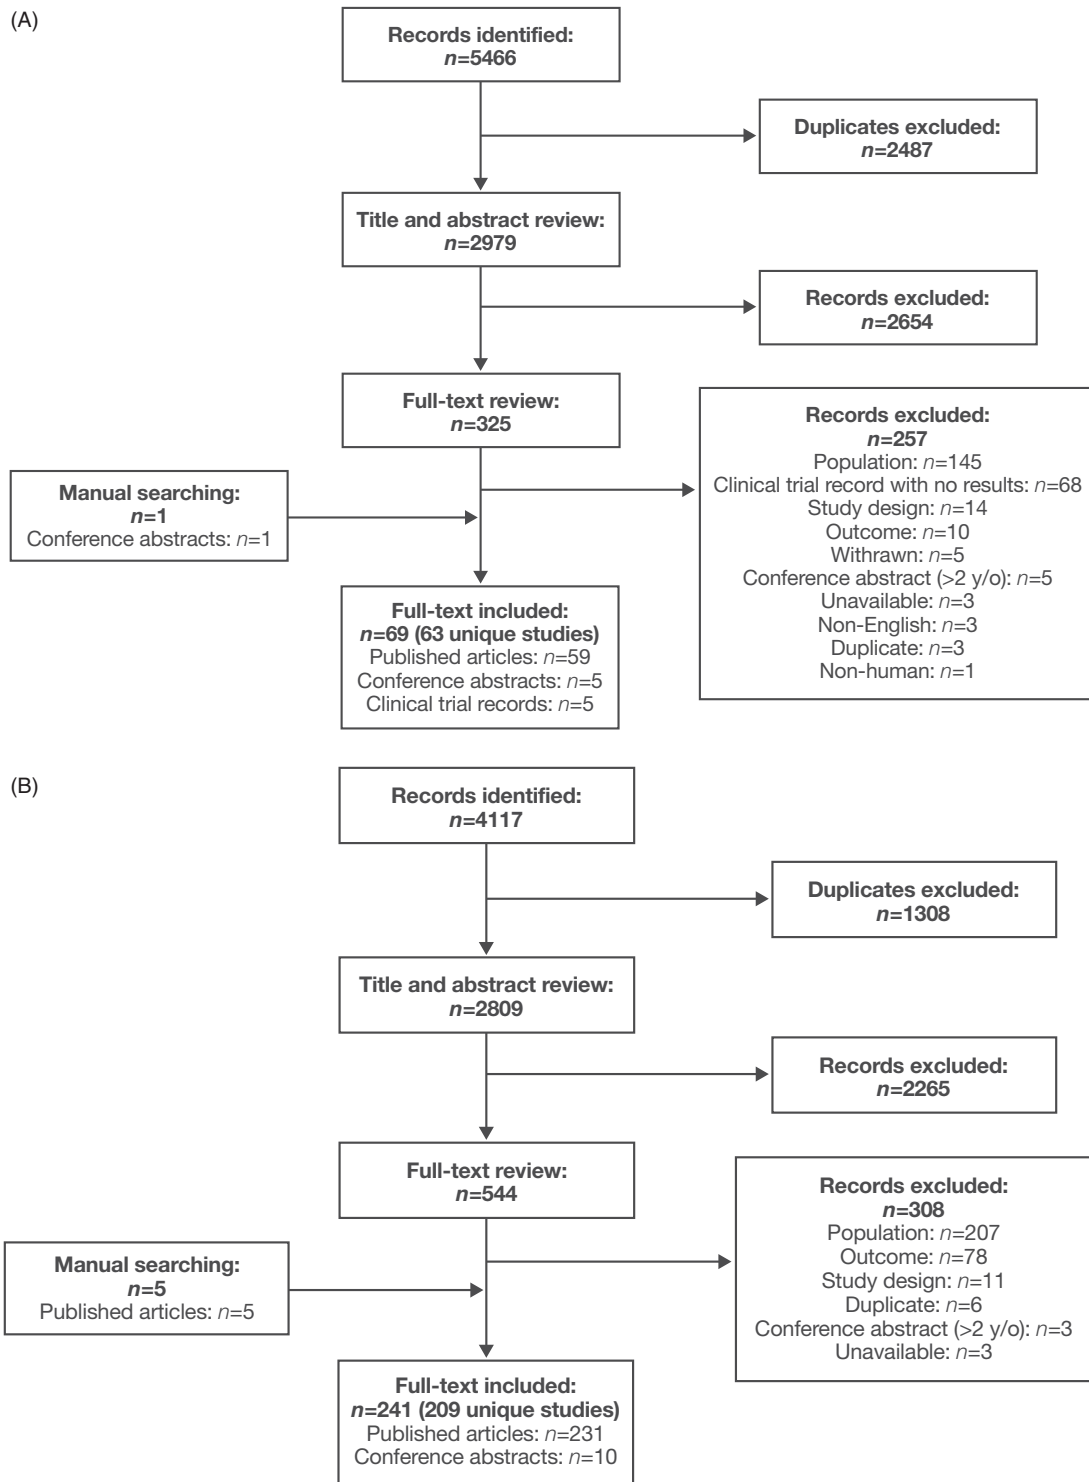 (A)
Records identified:
n=5466
Duplicates excluded:
n=2487
Title and abstract review:
n=2979
Records excluded:
n=2654
Full-text review:
n=325
Records excluded:
n=257
Population: n=145
Clinical trial record with no results: n=68
Study design: n=14
Outcome: n=10
Withrawn: n=5
Conference abstract (>2 y/o): n=5
Unavailable: n=3
Non-English: n=3
Duplicate: n=3
Non-human: n=1
Manual searching:
n=1
Conference abstracts: n=1
Full-text included:
n=69 (63 unique studies)
Published articles: n=59
Conference abstracts: n=5
Clinical trial records: n=5
(B)
Records identified:
n=4117
Duplicates excluded:
n=1308
Title and abstract review:
n=2809
Records excluded:
n=2265
Full-text review:
n=544
Records excluded:
n=308
Population: n=207
Outcome: n=78
Study design: n=11
Duplicate: n=6
Conference abstract (>2 y/o): n=3
Unavailable: n=3
Manual searching:
n=5
Published articles: n=5
Full-text included:
n=241 (209 unique studies)
Published articles: n=231
Conference abstracts: n=10